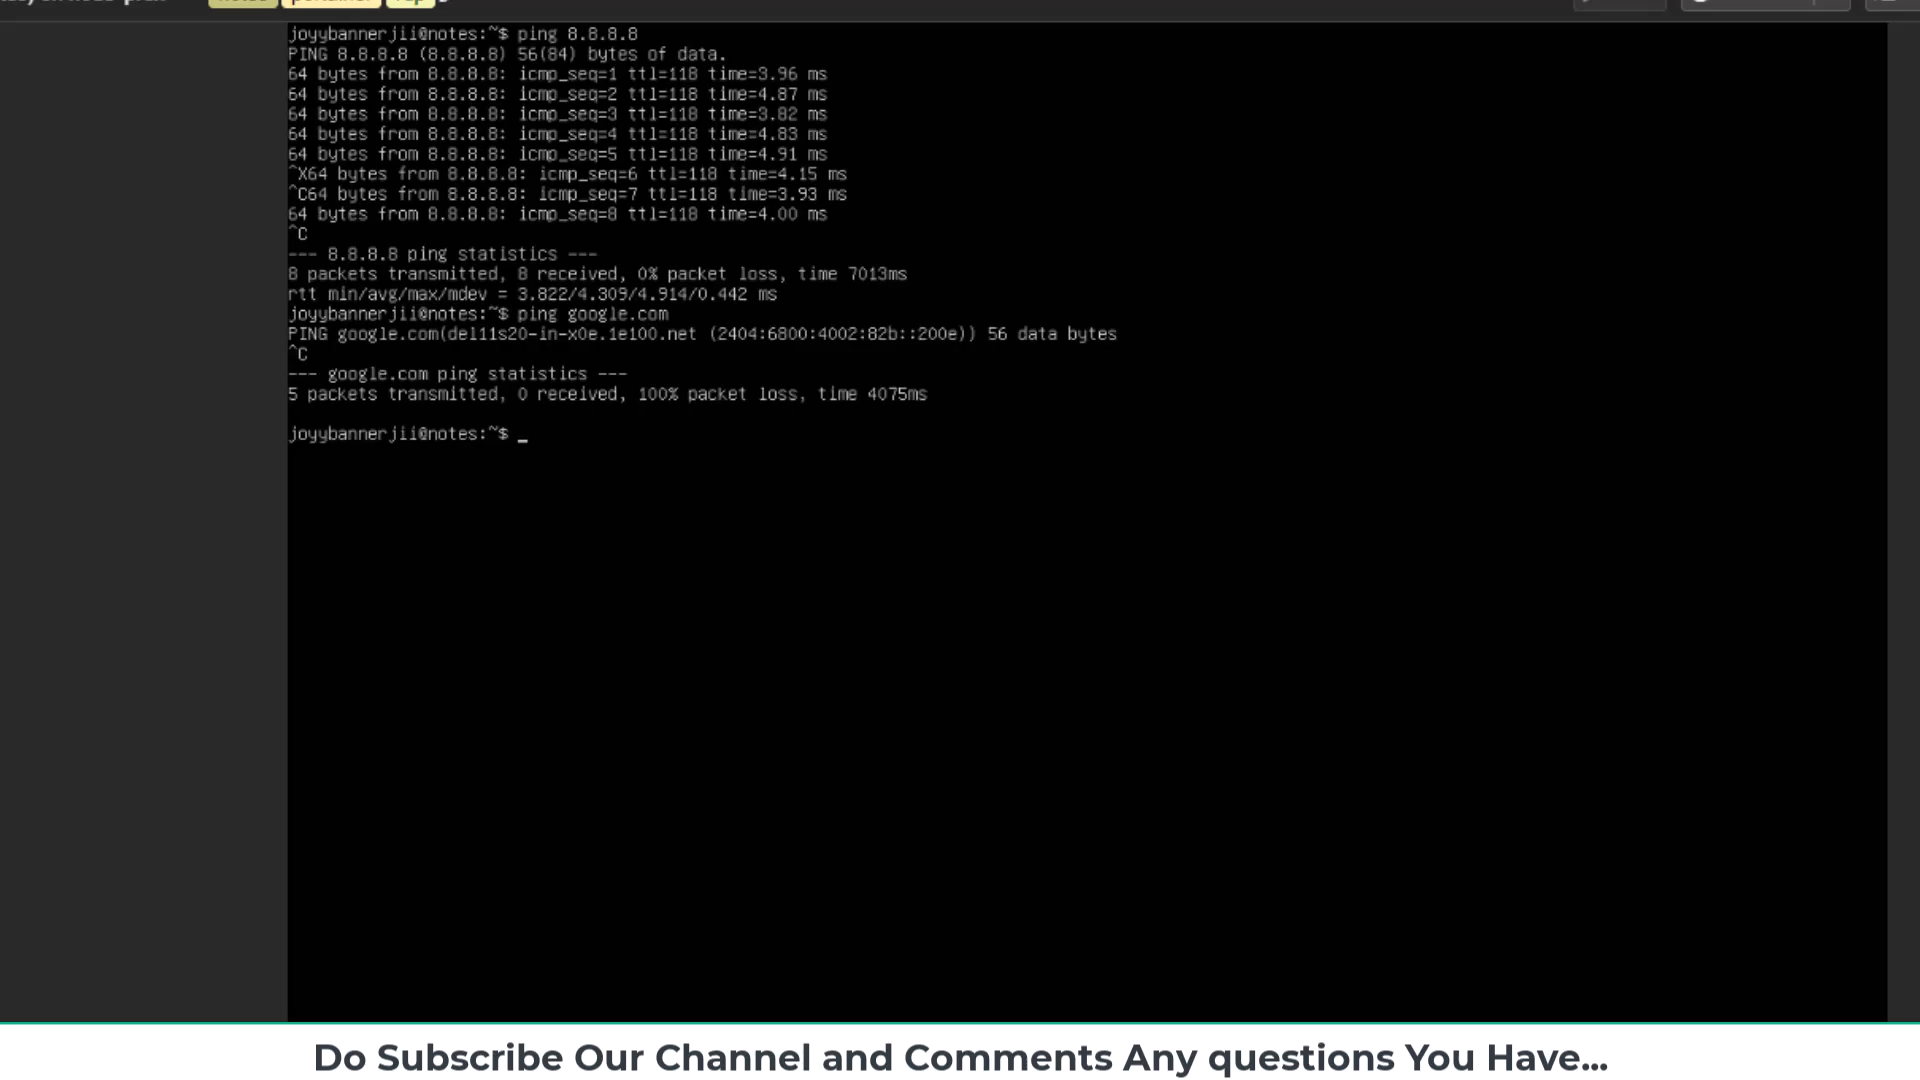 joyybannerjii@notes:~$ ping 8.8.8.8
PING 8.8.8.8 (8.8.8.8) 56(84) bytes of data.
64 bytes from 8.8.8.8: icmp_seq=1 ttl=118 time=3.96 ms
64 bytes from 8.8.8.8: icmp_seq=2 ttl=118 time=4.87 ms
64 bytes from 8.8.8.8: icmp_seq=3 ttl=118 time=3.82 ms
64 bytes from 8.8.8.8: icmp_seq=4 ttl=118 time=4.83 ms
64 bytes from 8.8.8.8: icmp_seq=5 ttl=118 time=4.91 ms
^X64 bytes from 8.8.8.8: icmp_seq=6 ttl=118 time=4.15 ms
^C64 bytes from 8.8.8.8: icmp_seq=7 ttl=118 time=3.93 ms
64 bytes from 8.8.8.8: icmp_seq=8 ttl=118 time=4.00 ms
^C
--- 8.8.8.8 ping statistics ---
8 packets transmitted, 8 received, 0% packet loss, time 7013ms
rtt min/avg/max/mdev = 3.822/4.309/4.914/0.442 ms
joyybannerjii@notes:~$ ping google.com
PING google.com(del11s20-in-x0e.1e100.net (2404:6800:4002:82b::200e)) 56 data bytes
^C
--- google.com ping statistics ---
5 packets transmitted, 0 received, 100% packet loss, time 4075ms
joyybannerjii@notes:~$ _
Do Subscribe Our Channel and Comments Any questions You Have...